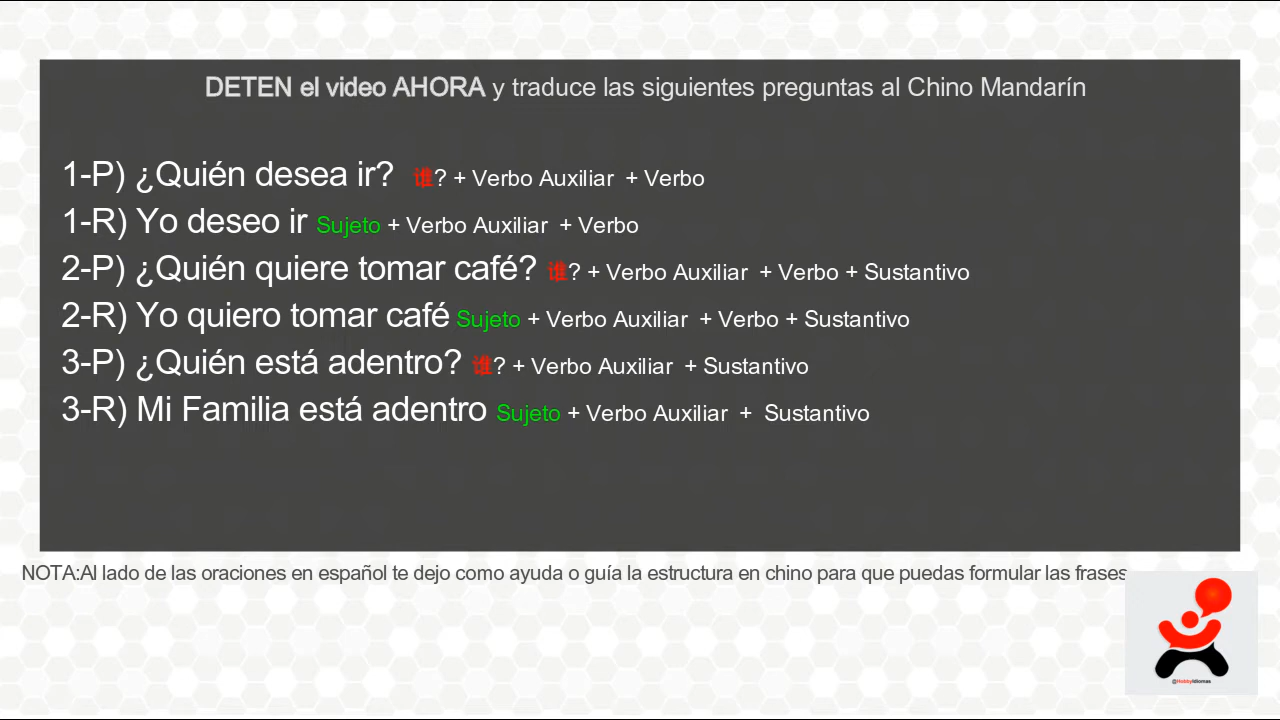 DETEN el video AHORA y traduce las siguientes preguntas al Chino Mandarín
1-P) ¿Quién desea ir? 谁? + Verbo Auxiliar + Verbo
1-R) Yo deseo ir Sujeto + Verbo Auxiliar + Verbo
2-P) ¿Quién quiere tomar café? 谁? + Verbo Auxiliar + Verbo + Sustantivo
2-R) Yo quiero tomar café Sujeto + Verbo Auxiliar + Verbo + Sustantivo
3-P) ¿Quién está adentro? 谁? + Verbo Auxiliar + Sustantivo
3-R) Mi Familia está adentro Sujeto + Verbo Auxiliar + Sustantivo
NOTA:Al lado de las oraciones en español te dejo como ayuda o guía la estructura en chino para que puedas formular las frases
@HobbyIdiomas